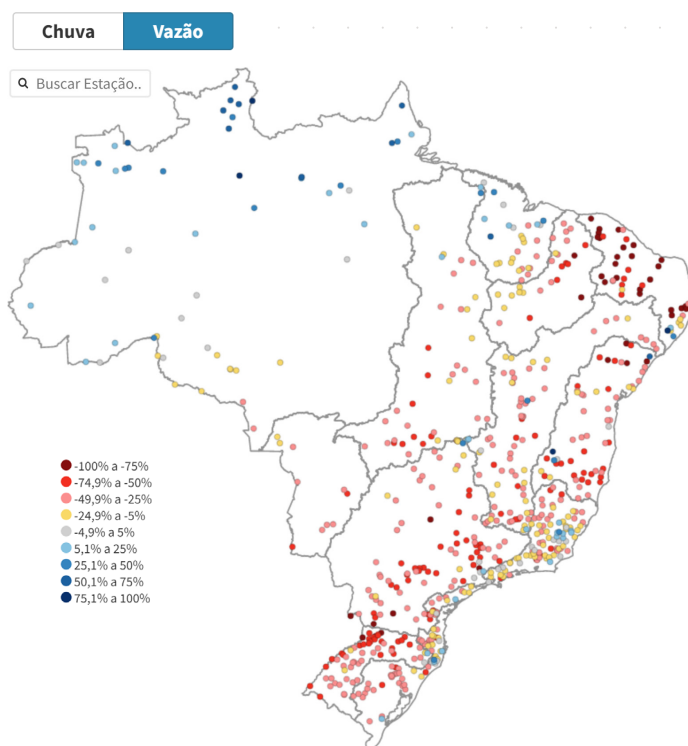 Chuva
Vazão
Buscar Estação..
-100% a -75%
-74,9% a -50%
-49,9% a -25%
-24,9% a -5%
-4,9% a 5%
5,1% a 25%
25,1% a 50%
50,1% a 75%
75,1% a 100%